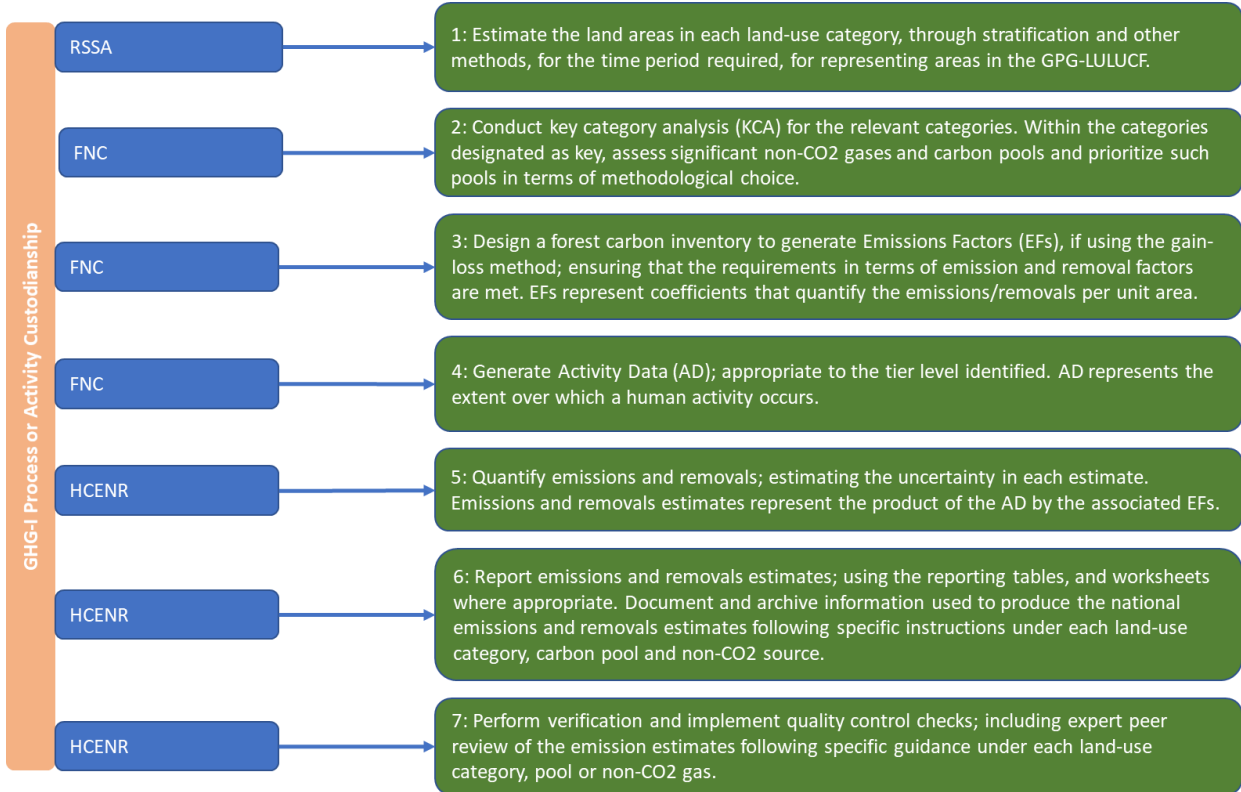 GHG-I Process or Activity Custodianship
RSSA
1: Estimate the land areas in each land-use category, through stratification and other
methods, for the time period required, for representing areas in the GPG-LULUCF.
FNC
2: Conduct key category analysis (KCA) for the relevant categories. Within the categories
designated as key, assess significant non-CO2 gases and carbon pools and prioritize such
pools in terms of methodological choice.
FNC
3: Design a forest carbon inventory to generate Emissions Factors (EFs), if using the gain-
loss method; ensuring that the requirements in terms of emission and removal factors
are met. EFs represent coefficients that quantify the emissions/removals per unit area.
FNC
4: Generate Activity Data (AD); appropriate to the tier level identified. AD represents the
extent over which a human activity occurs.
HCENR
5: Quantify emissions and removals; estimating the uncertainty in each estimate.
Emissions and removals estimates represent the product of the AD by the associated EFs.
HCENR
6: Report emissions and removals estimates; using the reporting tables, and worksheets
where appropriate. Document and archive information used to produce the national
emissions and removals estimates following specific instructions under each land-use
category, carbon pool and non-CO2 source.
HCENR
7: Perform verification and implement quality control checks; including expert peer
review of the emission estimates following specific guidance under each land-use
category, pool or non-CO2 gas.